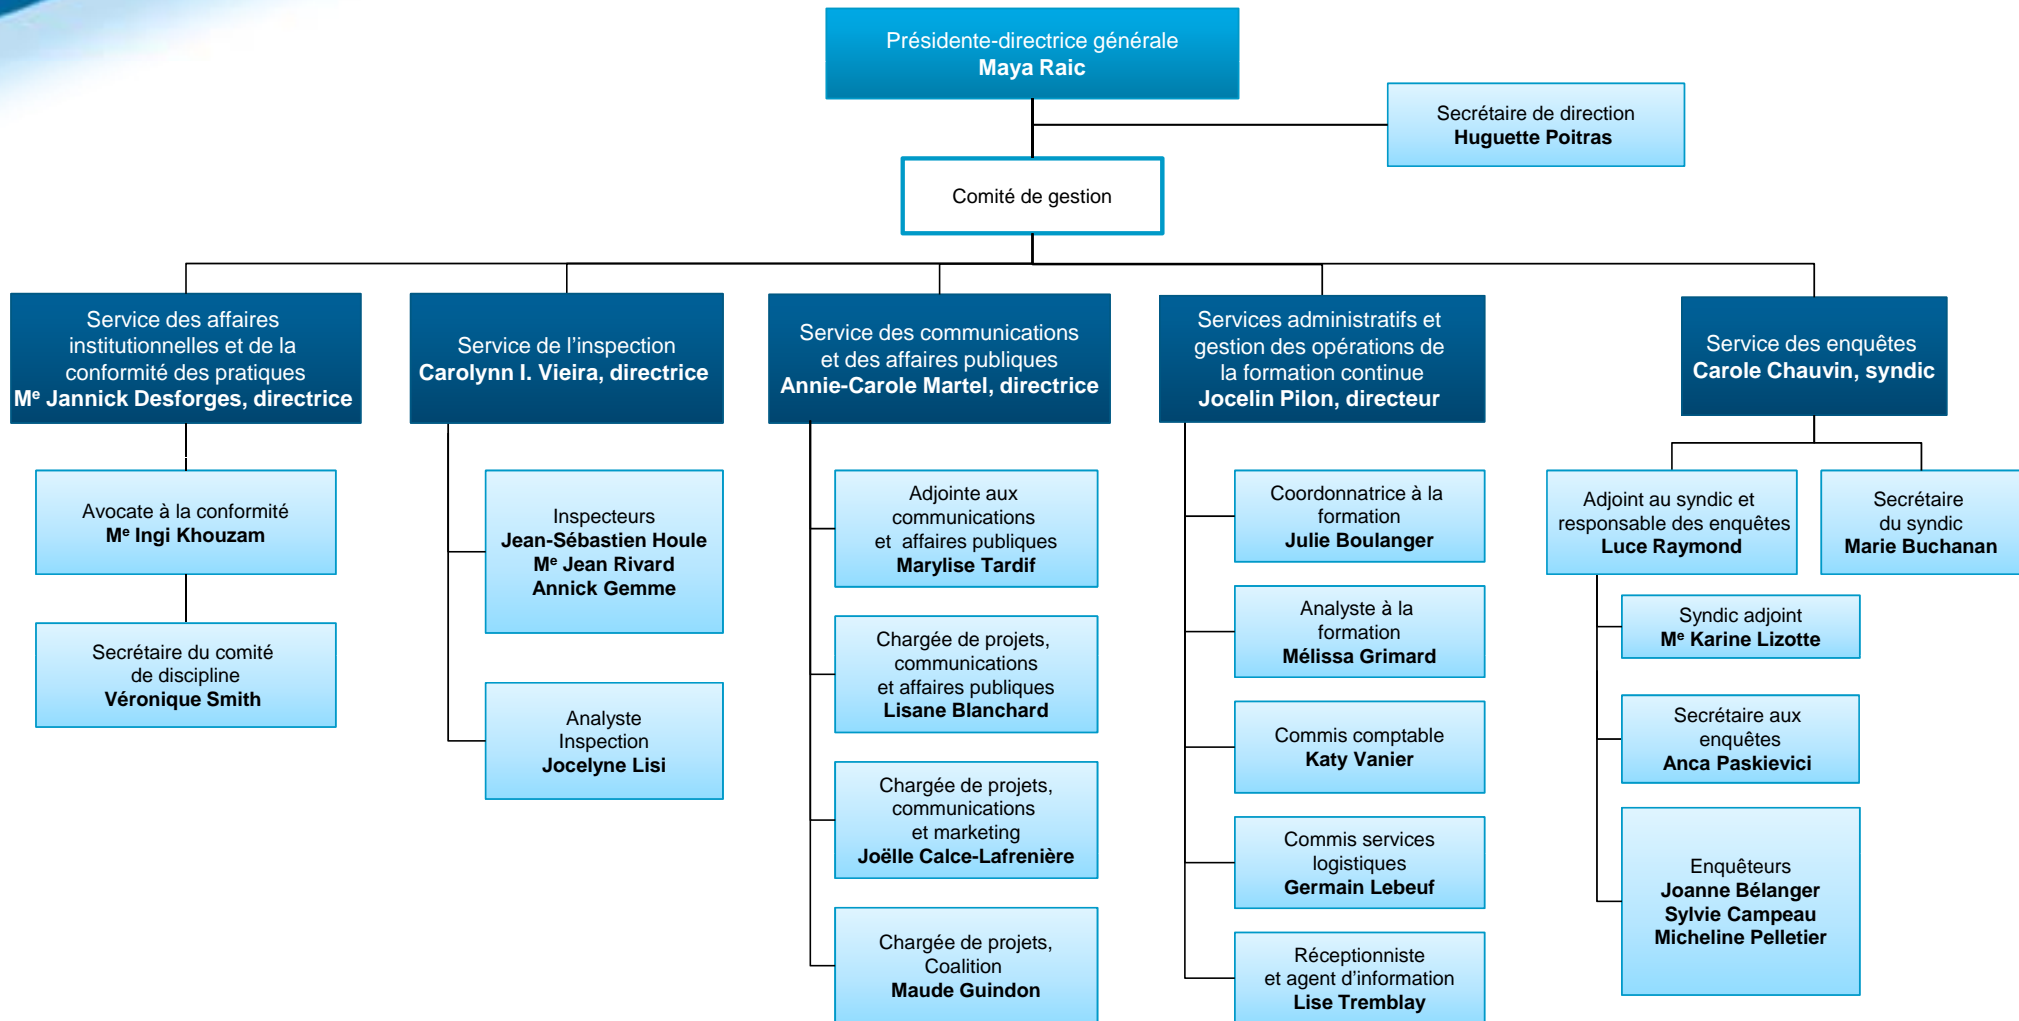 Présidente-directrice générale
Maya Raic
Secrétaire de direction
Huguette Poitras
Comité de gestion
Service des affaires
institutionnelles et de la
conformité des pratiques
Me Jannick Desforges, directrice
Avocate à la conformité
Me Ingi Khouzam
Secrétaire du comité
de discipline
Véronique Smith
Service de l’inspection
Carolynn I. Vieira, directrice
Inspecteurs
Jean-Sébastien Houle
Me Jean Rivard
Annick Gemme
Analyste
Inspection
Jocelyne Lisi
Service des communications
et des affaires publiques
Annie-Carole Martel, directrice
Adjointe aux
communications
et affaires publiques
Marylise Tardif
Chargée de projets,
communications
et affaires publiques
Lisane Blanchard
Chargée de projets,
communications
et marketing
Joëlle Calce-Lafrenière
Chargée de projets,
Coalition
Maude Guindon
Services administratifs et
gestion des opérations de
la formation continue
Jocelin Pilon, directeur
Coordonnatrice à la
formation
Julie Boulanger
Analyste à la
formation
Mélissa Grimard
Commis comptable
Katy Vanier
Commis services
logistiques
Germain Lebeuf
Réceptionniste
et agent d’information
Lise Tremblay
Service des enquêtes
Carole Chauvin, syndic
Adjoint au syndic et
responsable des enquêtes
Luce Raymond
Secrétaire
du syndic
Marie Buchanan
Syndic adjoint
Me Karine Lizotte
Secrétaire aux
enquêtes
Anca Paskievici
Enquêteurs
Joanne Bélanger
Sylvie Campeau
Micheline Pelletier